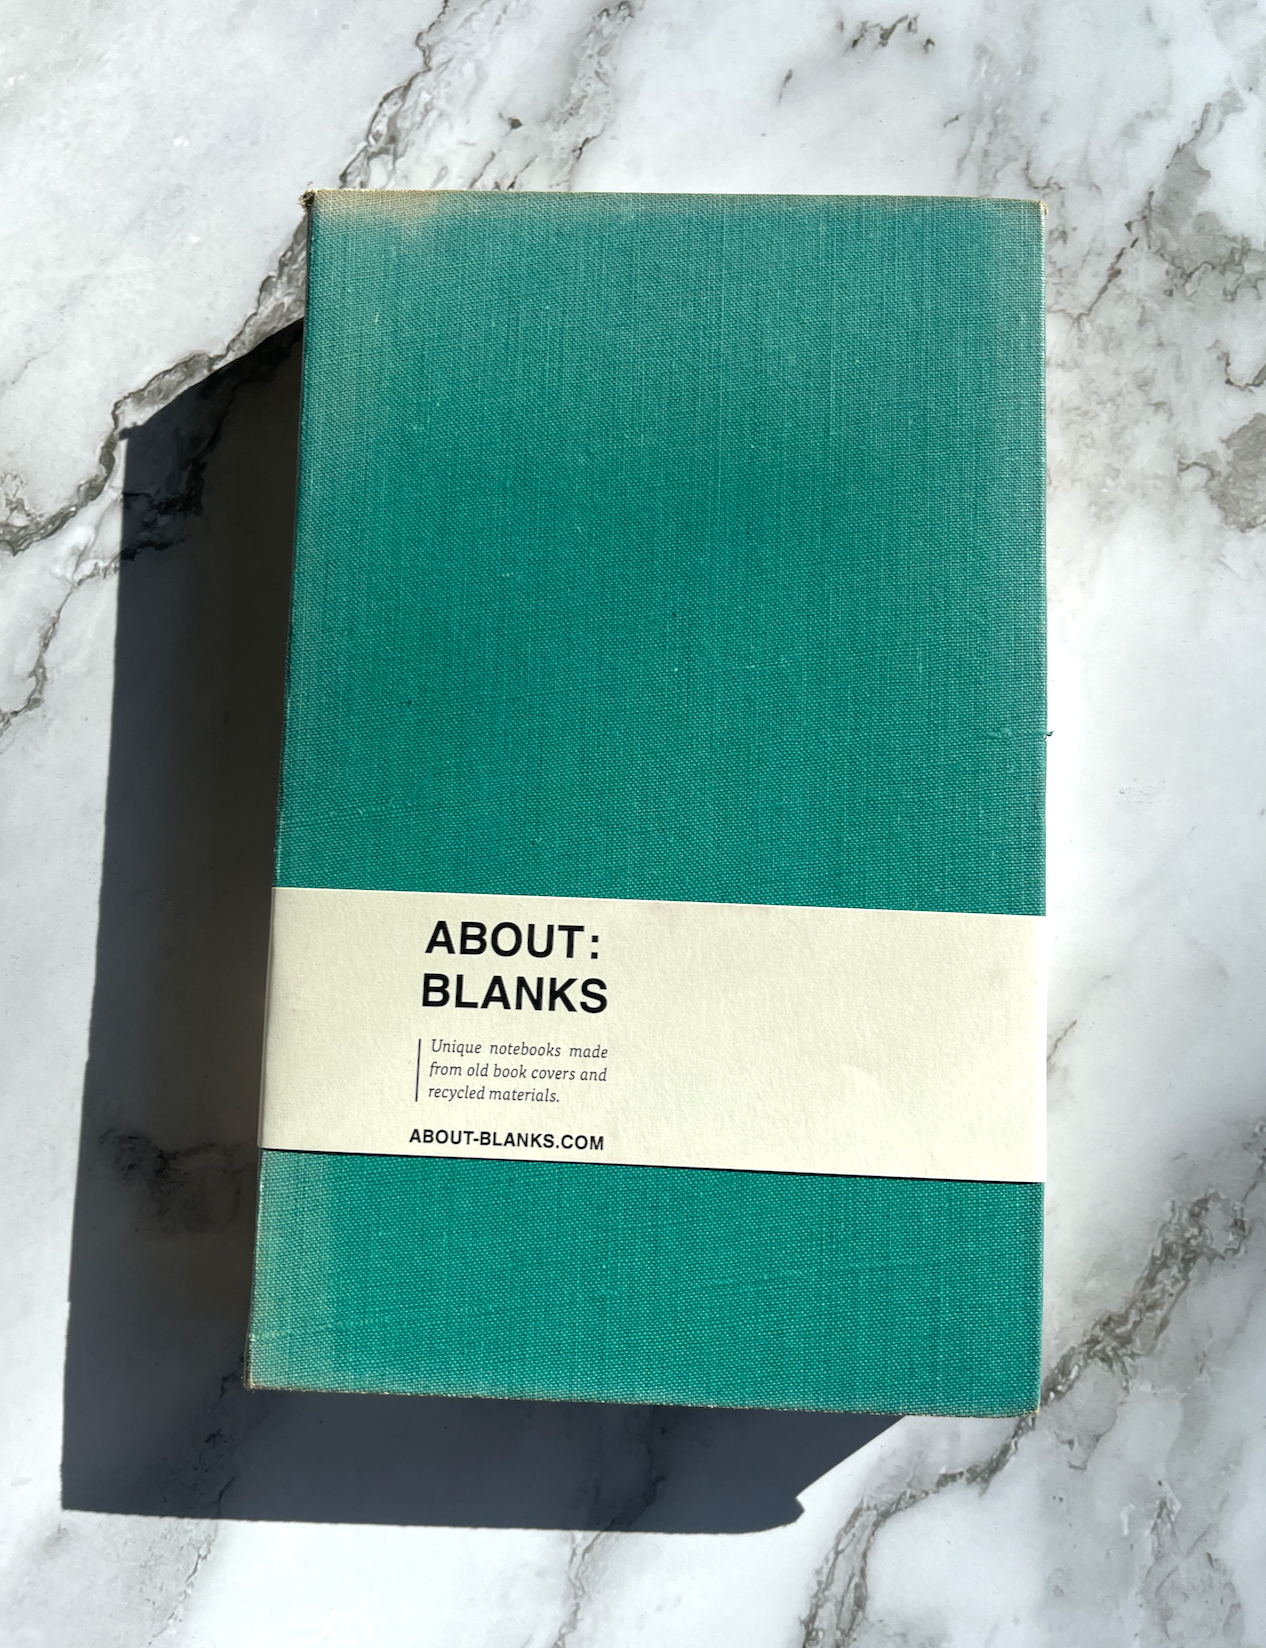 ABOUT:
BLANKS
Unique notebooks made
from old book covers and
recycled materials.
ABOUT-BLANKS.COM